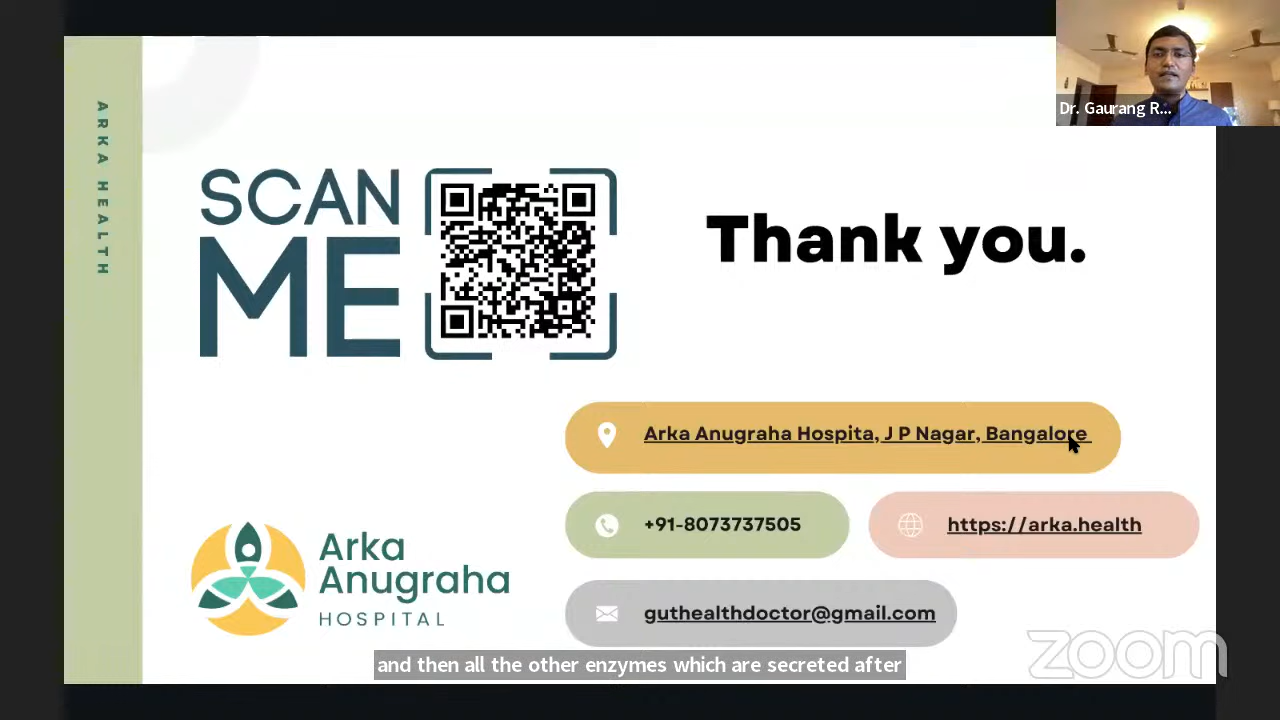 ARKA HEALTH
SCAN
ME
Thank you.
Dr. Gaurang R...
Arka Anugraha Hospita, J P Nagar, Bangalore
+91-8073737505
https://arka.health
guthealthdoctor@gmail.com
Arka
Anugraha
HOSPITAL
zoom
and then all the other enzymes which are secreted after